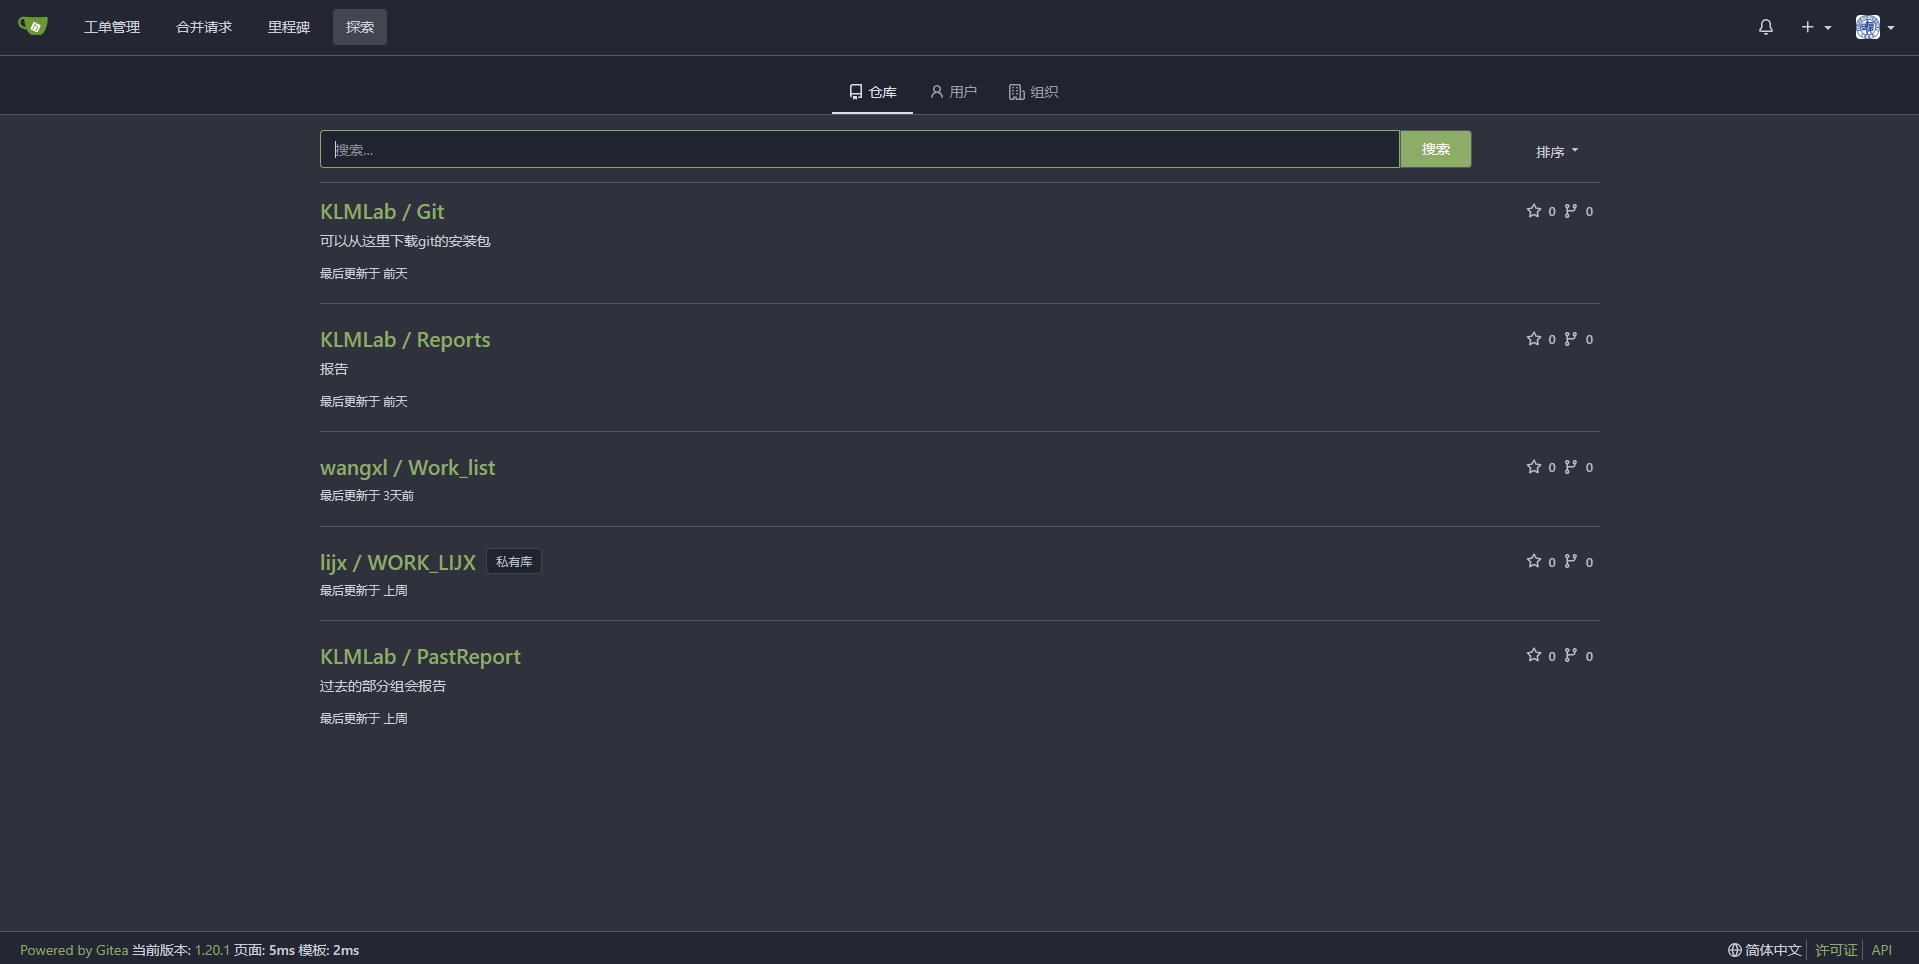 工单管理 合并请求 里程碑 探索
仓库 用户 组织
搜索... 搜索 排序
KLMLab / Git 0 0
可以从这里下载git的安装包
最后更新于 前天
KLMLab / Reports 0 0
报告
最后更新于 前天
wangxl / Work_list 0 0
最后更新于 3天前
lijx / WORK_LIJX 私有库 0 0
最后更新于 上周
KLMLab / PastReport 0 0
过去的部分组会报告
最后更新于 上周
Powered by Gitea 当前版本: 1.20.1 页面: 5ms 模板: 2ms 简体中文 许可证 API